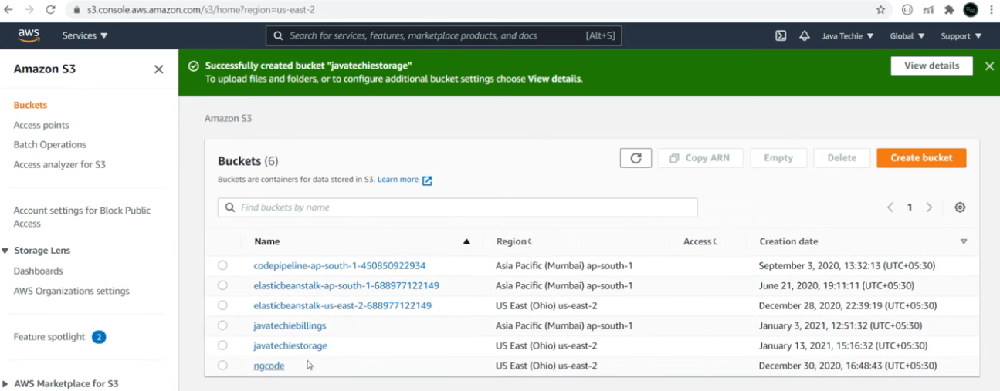 s3.console.aws.amazon.com/s3/home?region=us-east-2
aws Services Search for services, features, marketplace products, and docs [Alt+S] Java Techie Global Support
Amazon S3
Successfully created bucket "javatechiestorage"
To upload files and folders, or to configure additional bucket settings choose View details.
View details
Buckets
Access points
Batch Operations
Access analyzer for S3
Account settings for Block Public
Access
Storage Lens
Dashboards
AWS Organizations settings
Feature spotlight 2
AWS Marketplace for S3
Amazon S3
Buckets (6)
Copy ARN Empty Delete Create bucket
Buckets are containers for data stored in S3. Learn more
Find buckets by name
1
Name Region Access Creation date
codepipeline-ap-south-1-450850922934 Asia Pacific (Mumbai) ap-south-1 September 3, 2020, 13:32:13 (UTC+05:30)
elasticbeanstalk-ap-south-1-688977122149 Asia Pacific (Mumbai) ap-south-1 June 21, 2020, 19:11:11 (UTC+05:30)
elasticbeanstalk-us-east-2-688977122149 US East (Ohio) us-east-2 December 28, 2020, 22:39:19 (UTC+05:30)
javatechiebillings Asia Pacific (Mumbai) ap-south-1 January 3, 2021, 12:51:32 (UTC+05:30)
javatechiestorage US East (Ohio) us-east-2 January 13, 2021, 15:16:32 (UTC+05:30)
ngcode US East (Ohio) us-east-2 December 30, 2020, 16:48:43 (UTC+05:30)